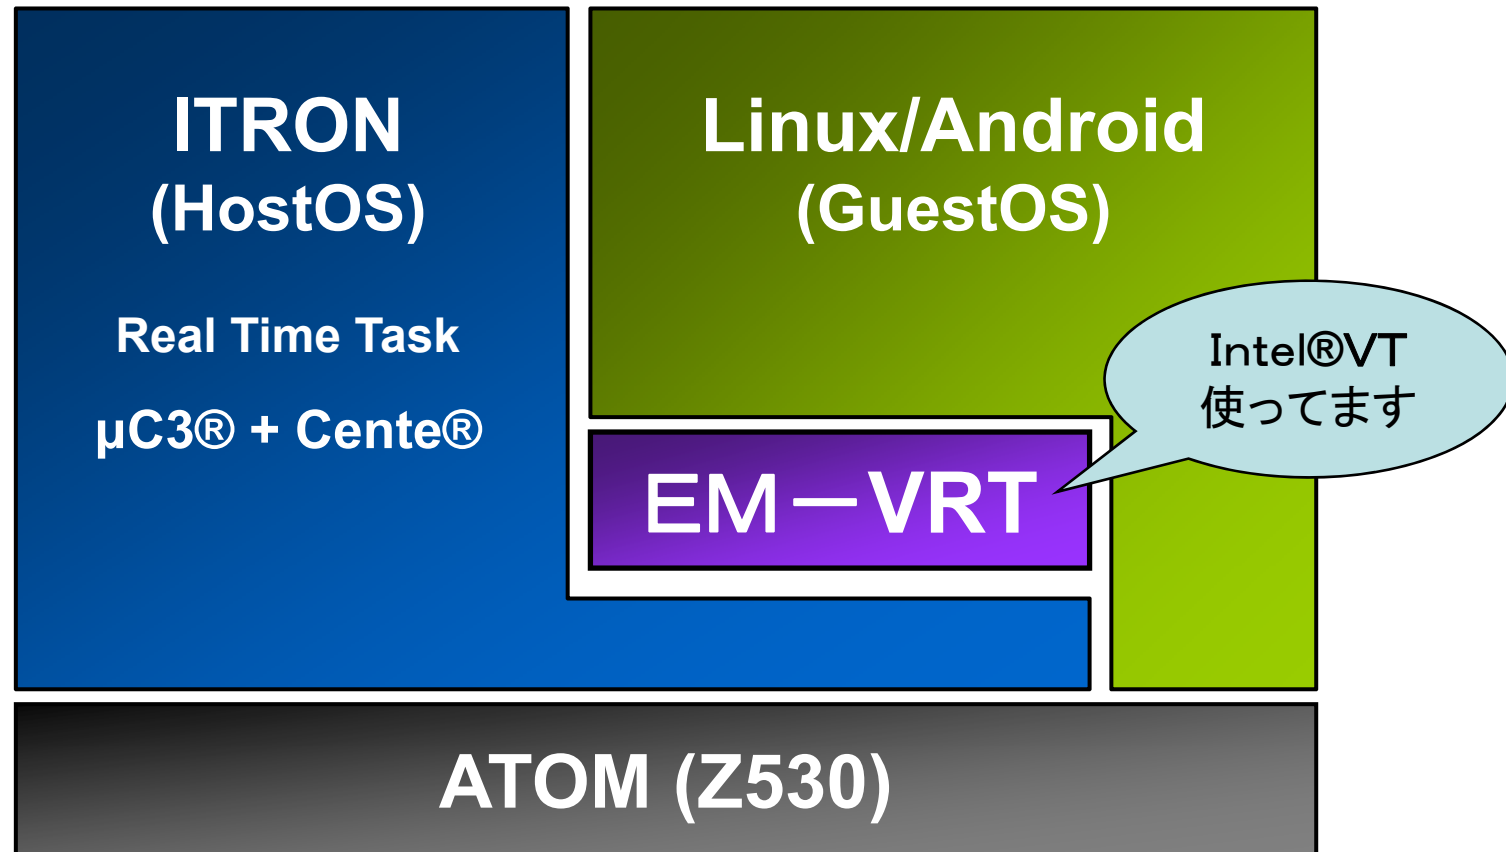 ITRON
(HostOS)
Real Time Task
µC3® + Cente®
Linux/Android
(GuestOS)
Intel®VT
使ってます
ＥＭ－VRT
ATOM (Z530)